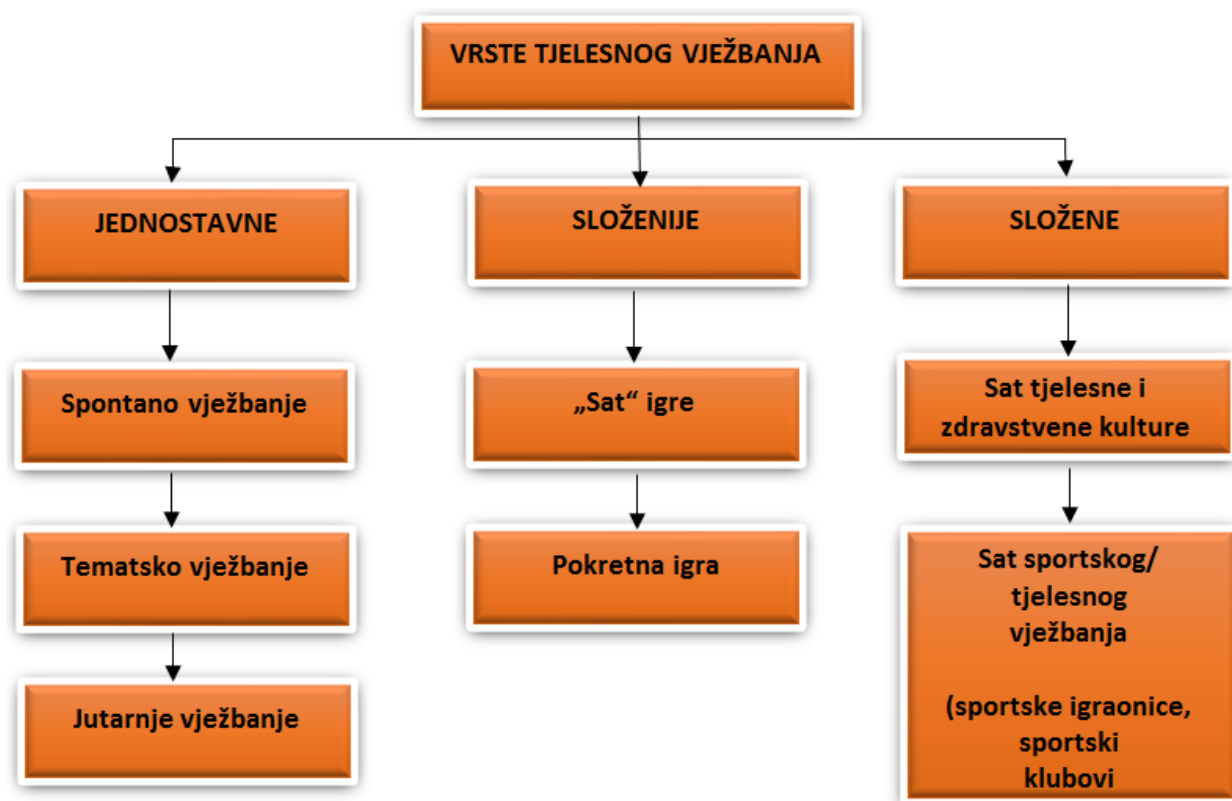 VRSTE TJELESNOG VJEŽBANJA
JEDNOSTAVNE
SLOŽENIJE
SLOŽENE
Spontano vježbanje
„Sat“ igre
Sat tjelesne i
zdravstvene kulture
Tematsko vježbanje
Pokretna igra
Sat sportskog/
tjelesnog
vježbanja
(sportske igraonice,
sportski
klubovi
Jutarnje vježbanje